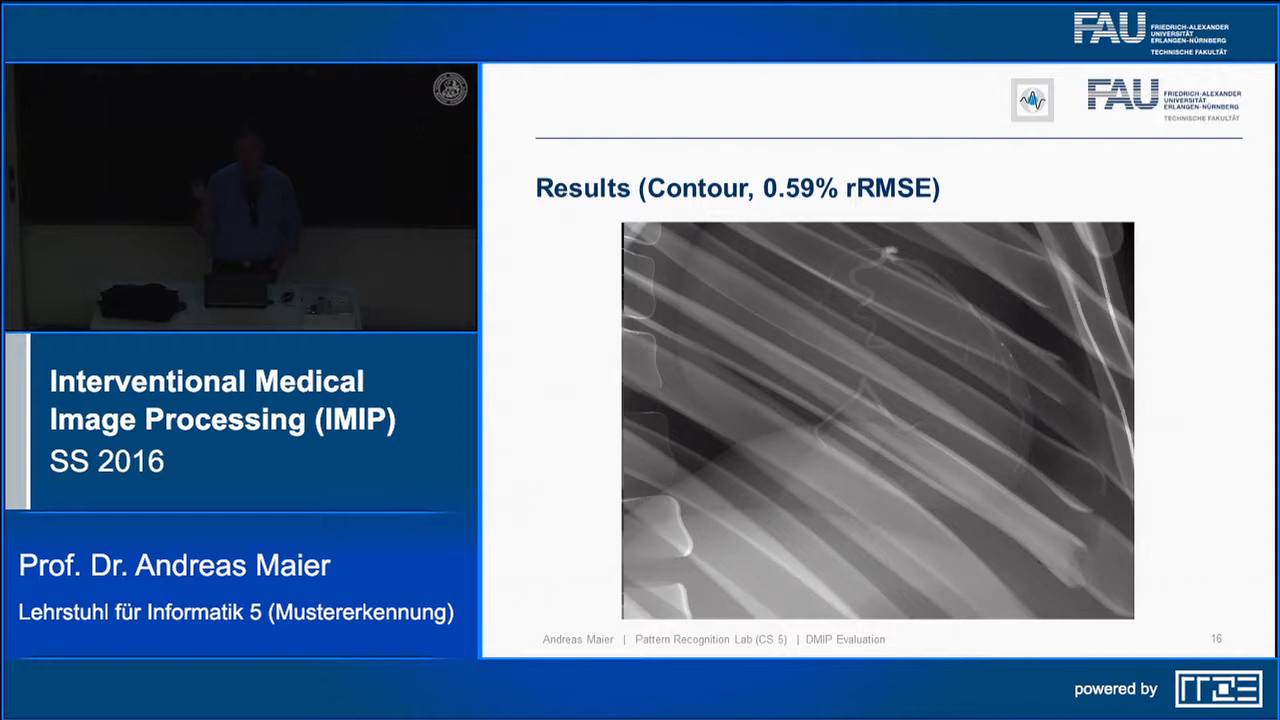 FAU
FRIEDRICH-ALEXANDER
UNIVERSITÄT
ERLANGEN-NÜRNBERG
TECHNISCHE FAKULTÄT
FAU
FRIEDRICH-ALEXANDER
UNIVERSITÄT
ERLANGEN-NÜRNBERG
TECHNISCHE FAKULTÄT
Results (Contour, 0.59% rRMSE)
Interventional Medical
Image Processing (IMIP)
SS 2016
Prof. Dr. Andreas Maier
Lehrstuhl für Informatik 5 (Mustererkennung)
Andreas Maier | Pattern Recognition Lab (CS 5) | DMIP Evaluation
16
powered by